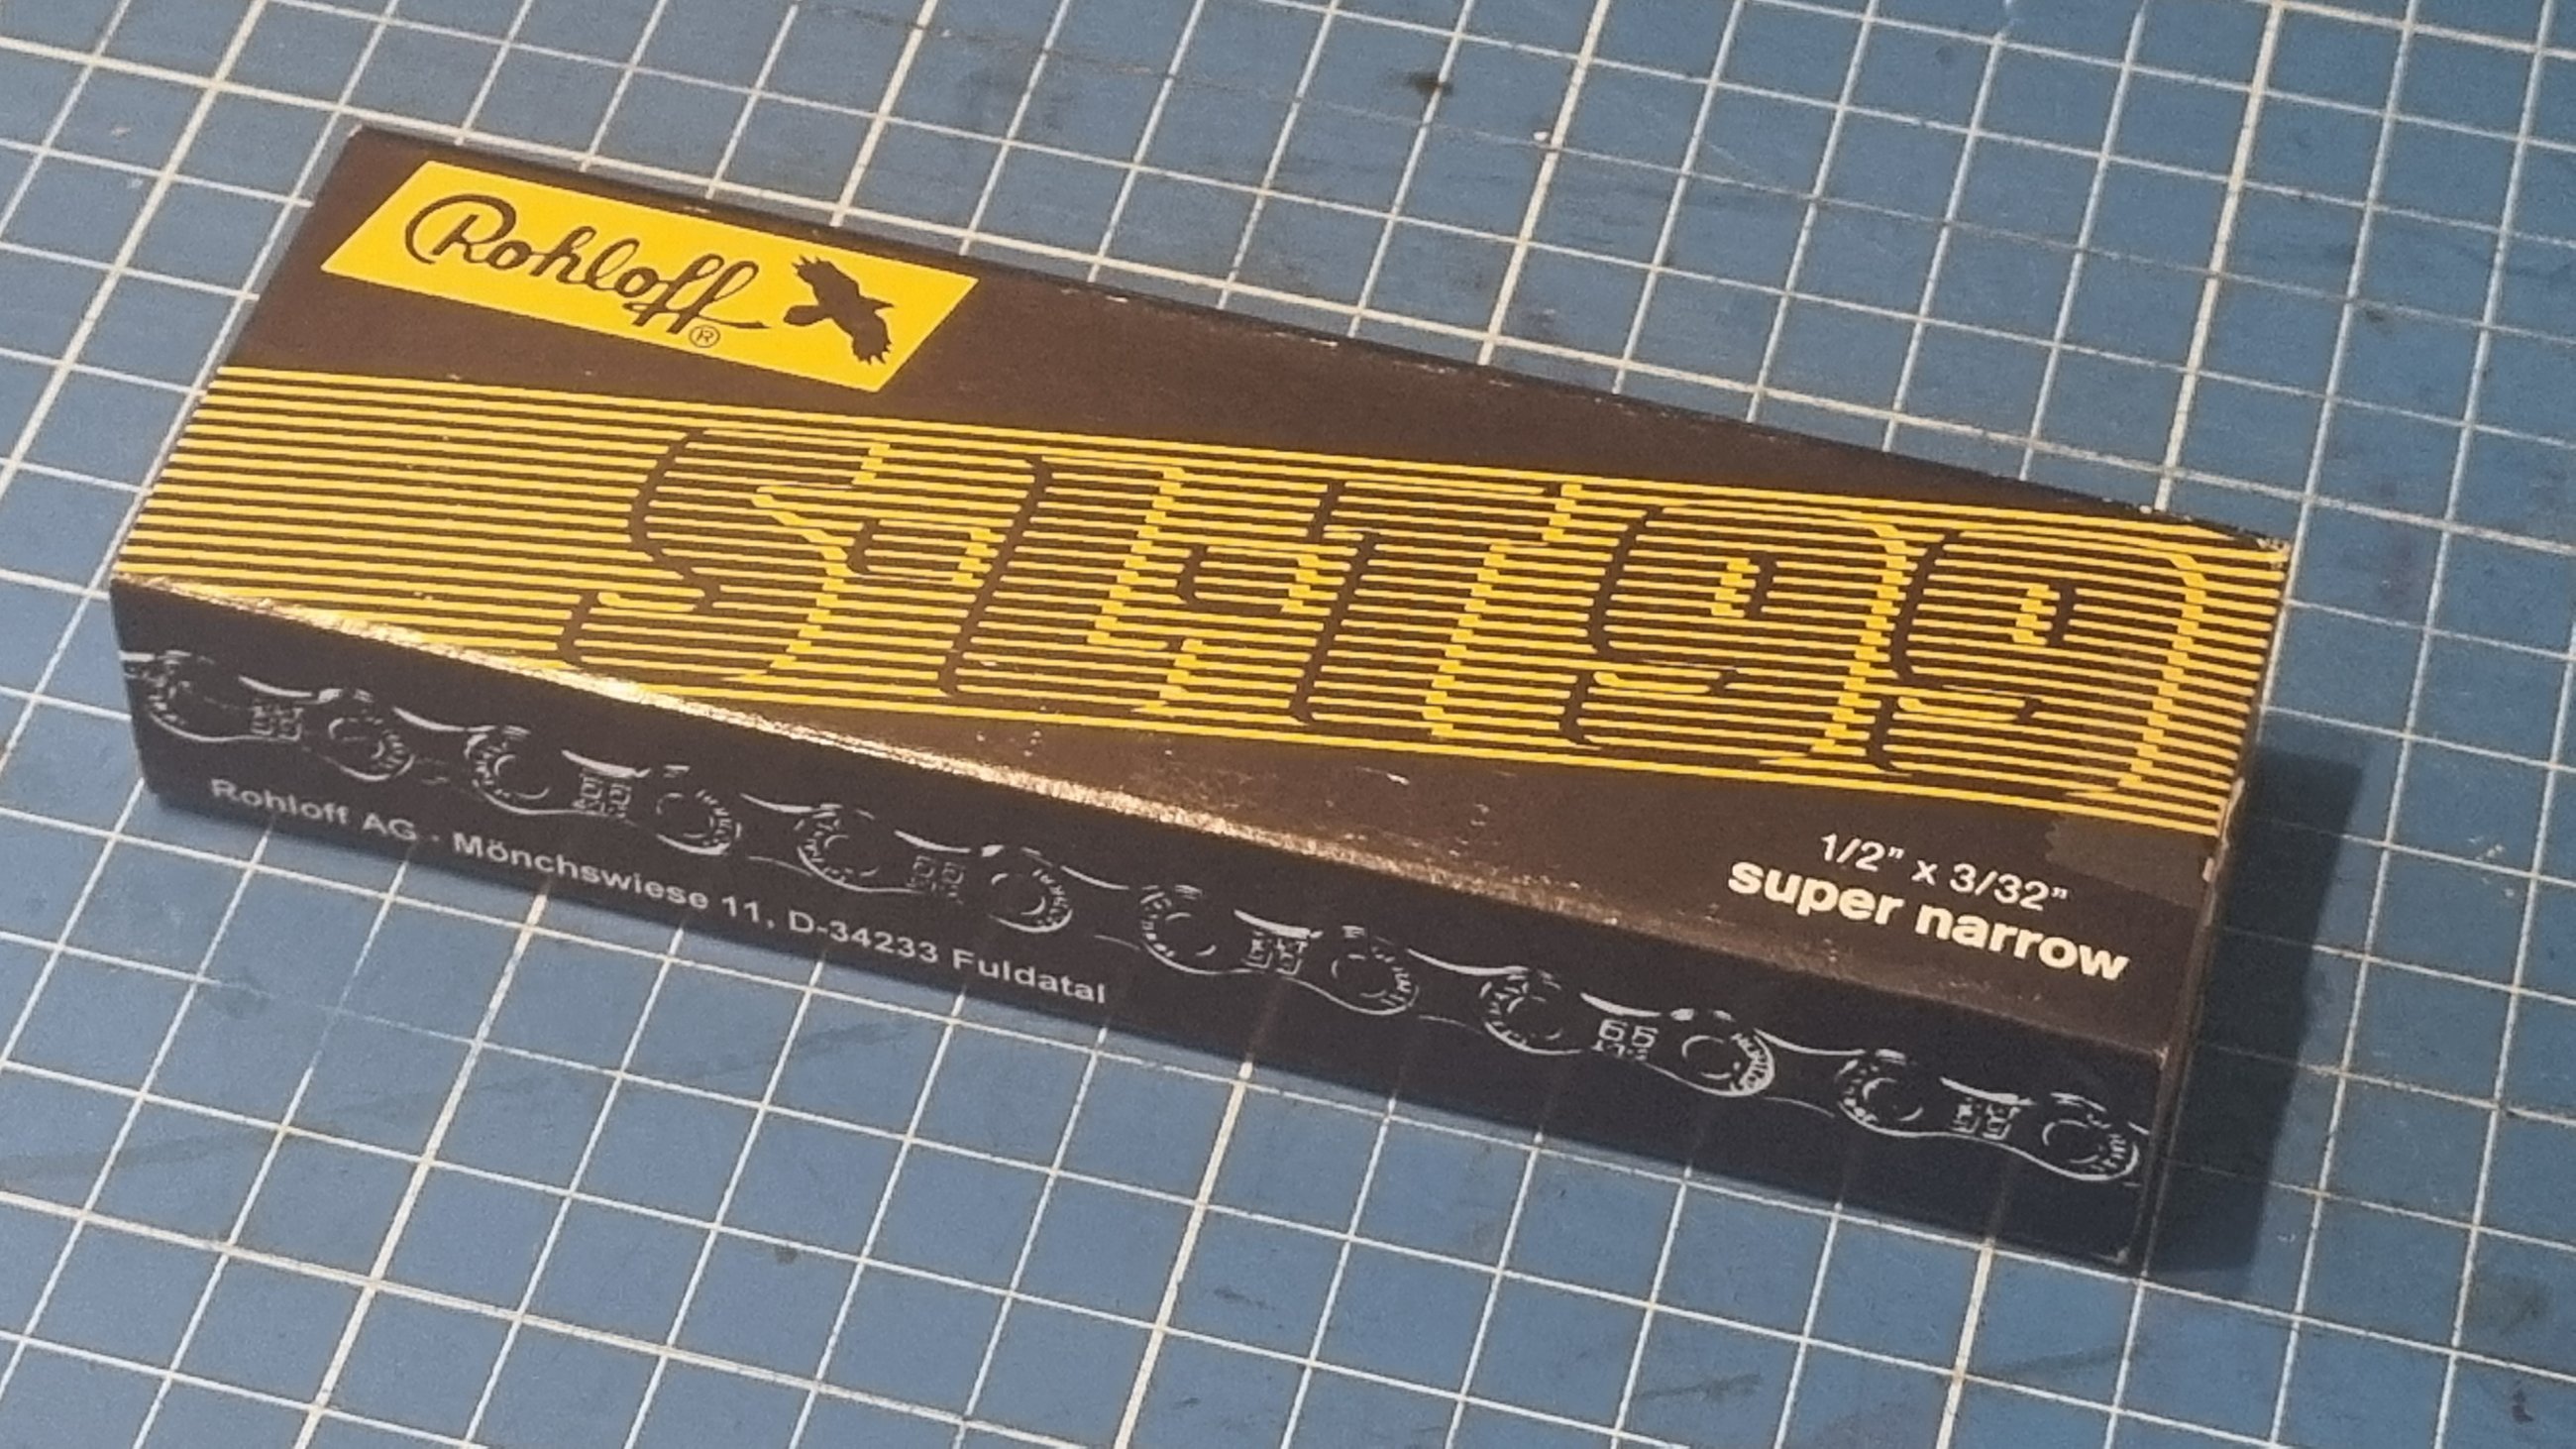 Rohloff®
SLT99
1/2” x 3/32”
super narrow
Rohloff AG · Mönchswiese 11, D-34233 Fuldatal